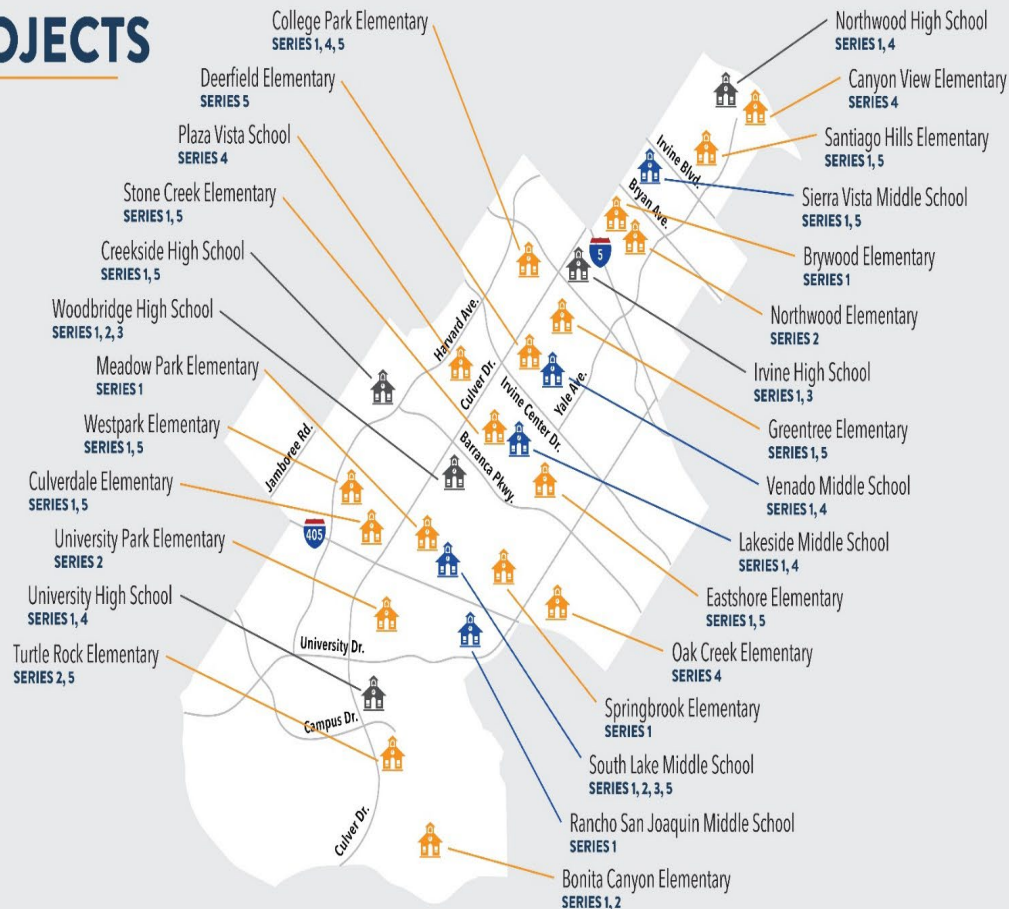 OJECTS
College Park Elementary
SERIES 1, 4, 5
Deerfield Elementary
SERIES 5
Plaza Vista School
SERIES 4
Stone Creek Elementary
SERIES 1, 5
Creekside High School
SERIES 1, 5
Woodbridge High School
SERIES 1, 2, 3
Meadow Park Elementary
SERIES 1
Westpark Elementary
SERIES 1, 5
Culverdale Elementary
SERIES 1, 5
University Park Elementary
SERIES 2
University High School
SERIES 1, 4
Turtle Rock Elementary
SERIES 2, 5
Northwood High School
SERIES 1, 4
Canyon View Elementary
SERIES 4
Santiago Hills Elementary
SERIES 1, 5
Sierra Vista Middle School
SERIES 1, 5
Brywood Elementary
SERIES 1
Northwood Elementary
SERIES 2
Irvine High School
SERIES 1, 3
Greentree Elementary
SERIES 1, 5
Venado Middle School
SERIES 1, 4
Lakeside Middle School
SERIES 1, 4
Eastshore Elementary
SERIES 1, 5
Oak Creek Elementary
SERIES 4
Springbrook Elementary
SERIES 1
South Lake Middle School
SERIES 1, 2, 3, 5
Rancho San Joaquin Middle School
SERIES 1
Bonita Canyon Elementary
SERIES 1, 2
Irvine Blvd.
Bryan Ave.
5
Harvard Ave.
Culver Dr.
Irvine Center Dr.
Yale Ave.
Barranca Pkwy.
Jamboree Rd.
405
University Dr.
Campus Dr.
Culver Dr.